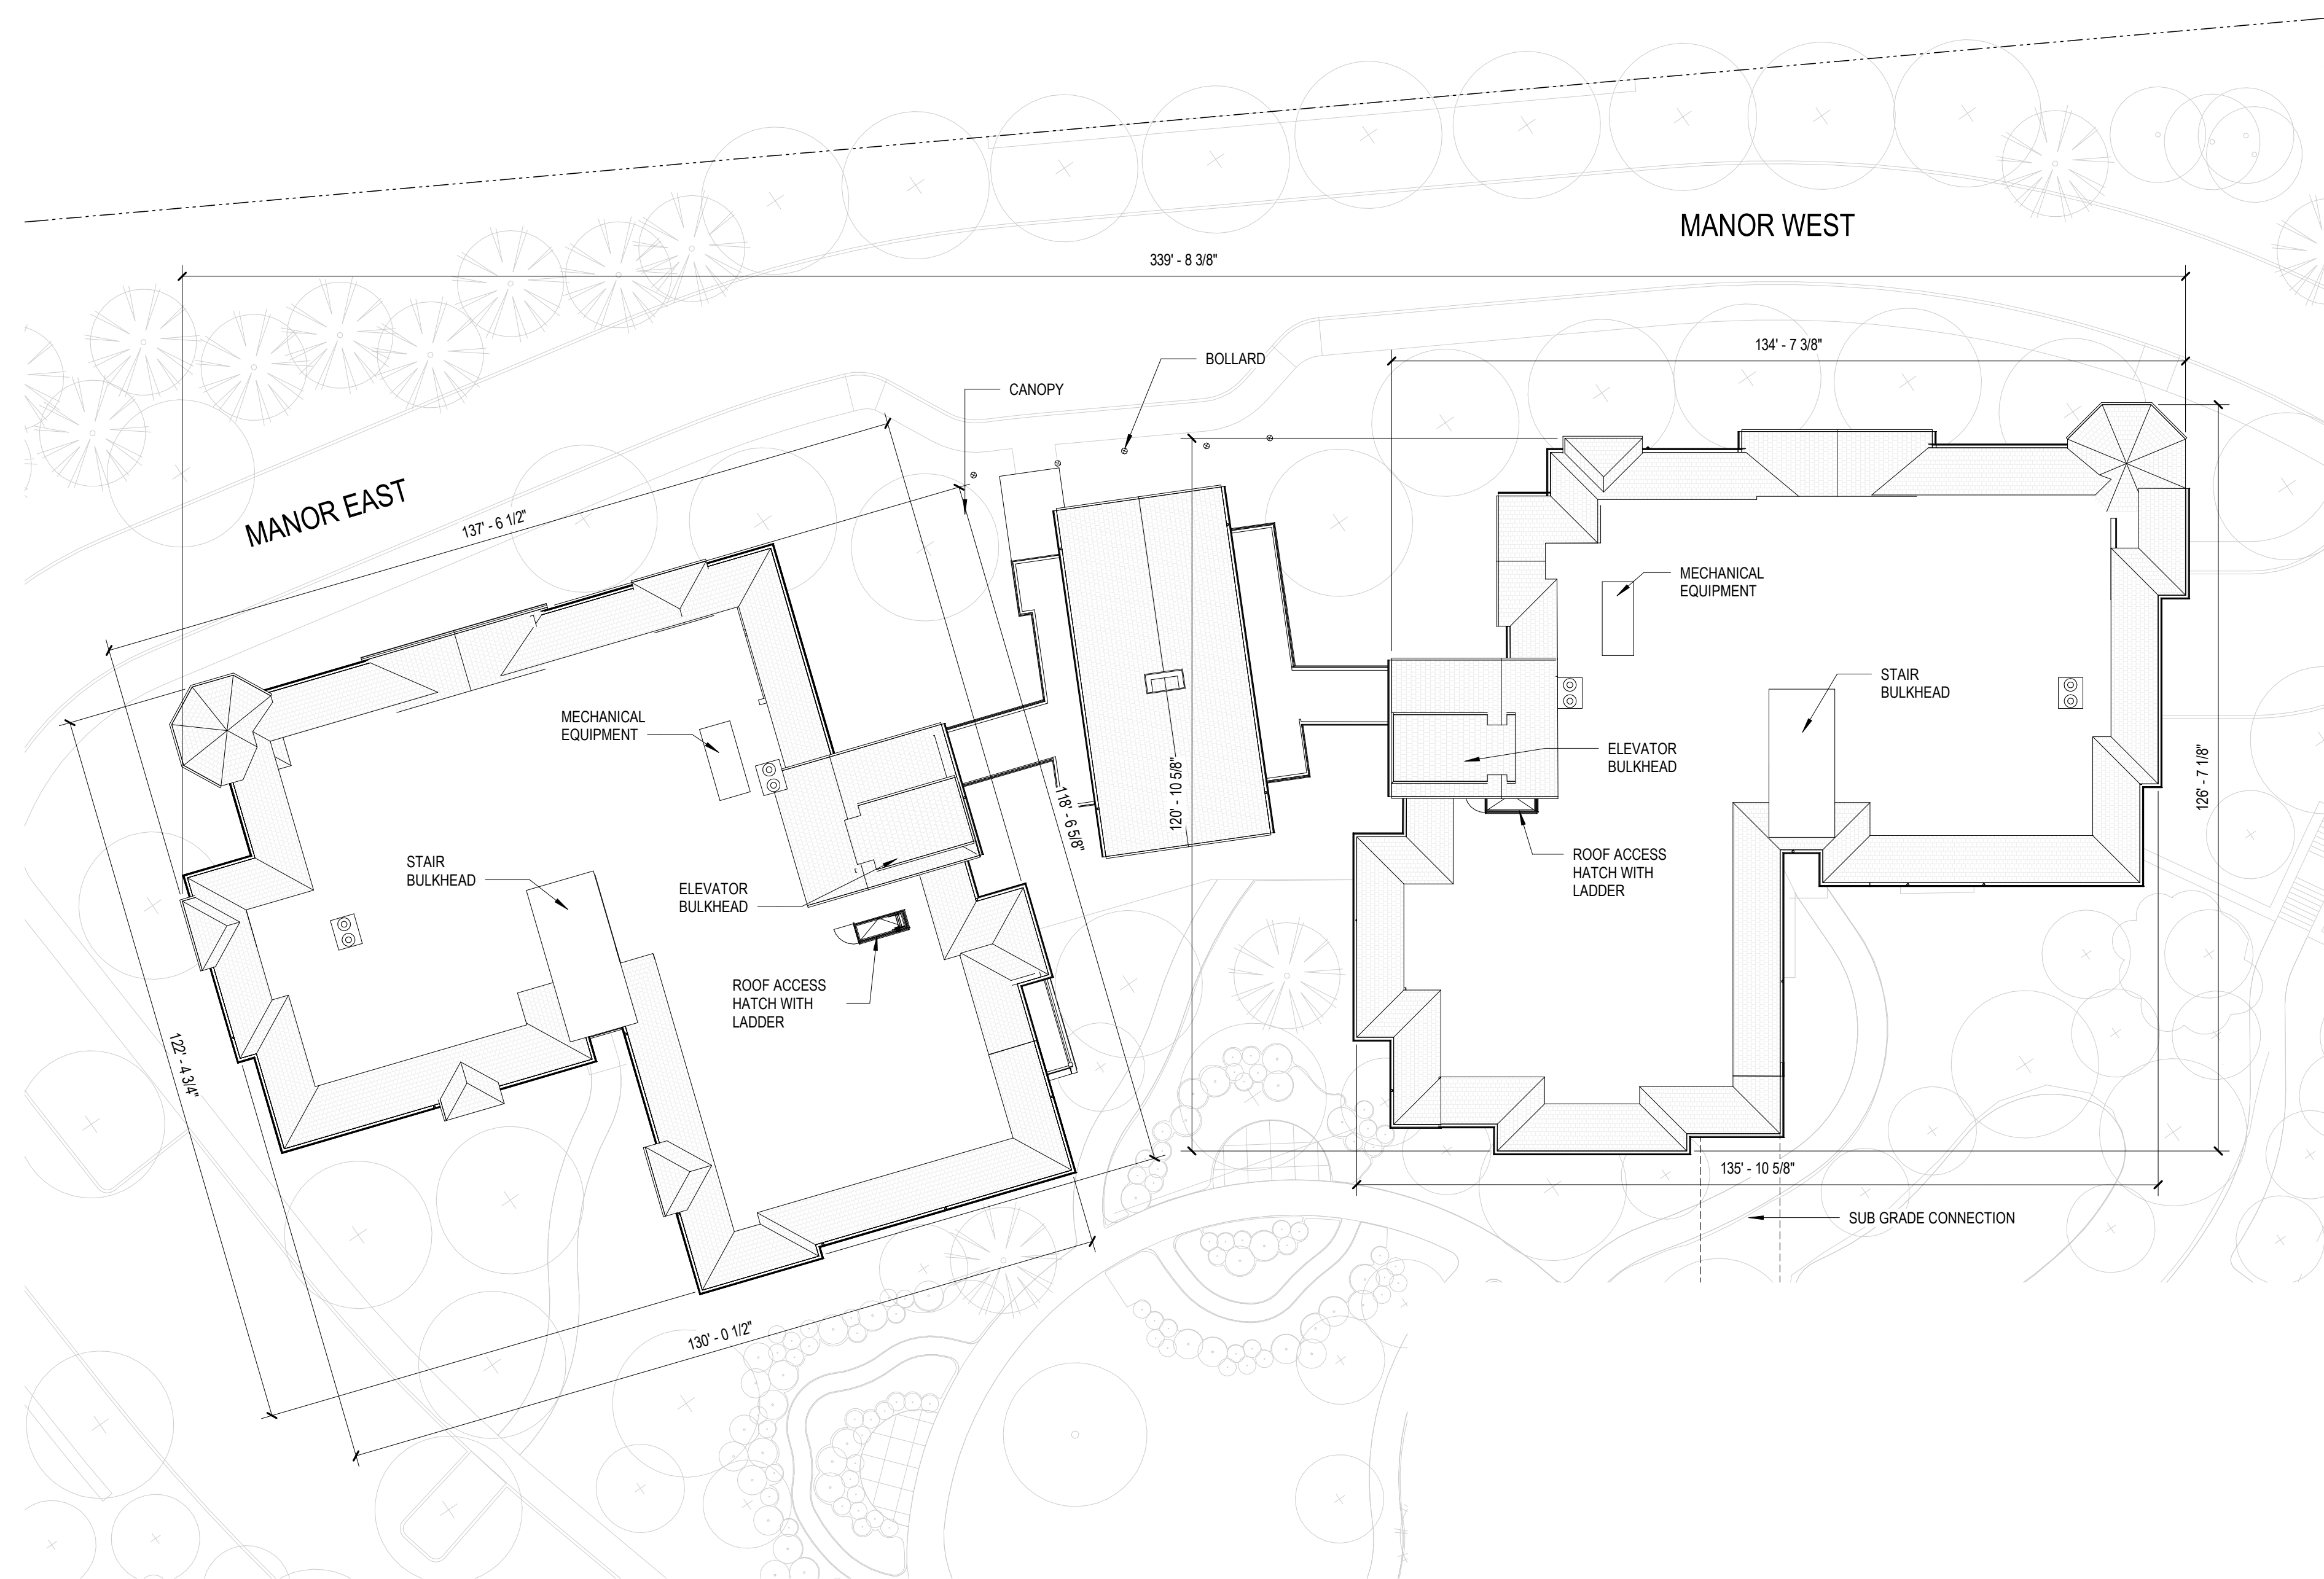 MANOR WEST
339' - 8 3/8"
134' - 7 3/8"
BOLLARD
CANOPY
MANOR EAST
137' - 6 1/2"
MECHANICAL
EQUIPMENT
STAIR
BULKHEAD
MECHANICAL
EQUIPMENT
ELEVATOR
BULKHEAD
120' - 10 5/8"
118' - 6 5/8"
126' - 7 1/8"
STAIR
BULKHEAD
ELEVATOR
BULKHEAD
ROOF ACCESS
HATCH WITH
LADDER
ROOF ACCESS
HATCH WITH
LADDER
122' - 4 3/4"
135' - 10 5/8"
SUB GRADE CONNECTION
130' - 0 1/2"